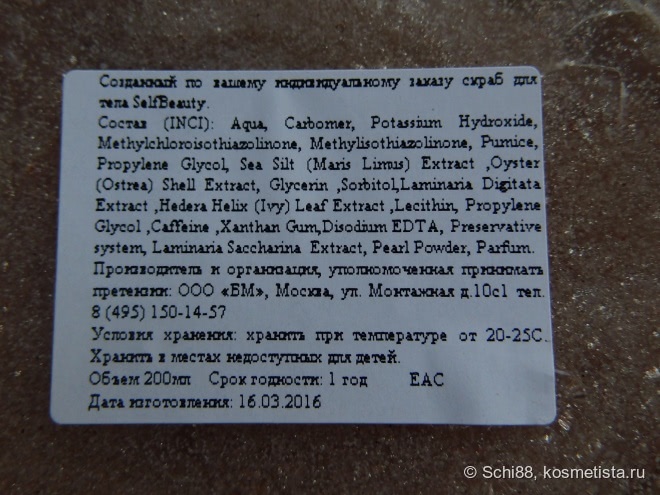 Созданный по вашему индивидуальному заказу скраб для
тела SelfBeauty.
Состав (INCI): Aqua, Carbomer, Potassium Hydroxide,
Methylchloroisothiazolinone, Methylisothiazolinone, Pumice,
Propylene Glycol, Sea Silt (Maris Limus) Extract ,Oyster
(Ostrea) Shell Extract, Glycerin ,Sorbitol,Laminaria Digitata
Extract ,Hedera Helix (Ivy) Leaf Extract ,Lecithin, Propylene
Glycol ,Caffeine ,Xanthan Gum,Disodium EDTA, Preservative
system, Laminaria Saccharina Extract, Pearl Powder, Parfum.
Производитель и организация, уполномоченная принимать
претензии: ООО «БМ», Москва, ул. Монтажная д.10с1 тел.
8 (495) 150-14-57
Условия хранения: хранить при температуре от 20-25С.
Хранить в местах недоступных для детей.
Объем 200мл Срок годности: 1 год EAC
Дата изготовления: 16.03.2016
© Schi88, kosmetista.ru